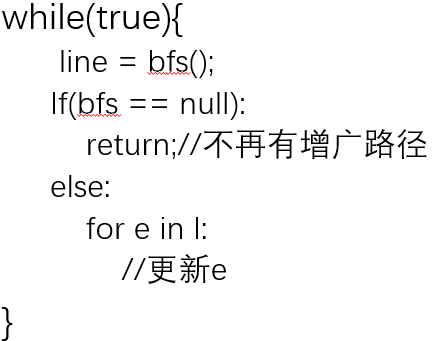 while(true){
line = bfs();
If(bfs == null):
return;//不再有增广路径
else:
for e in l:
//更新e
}